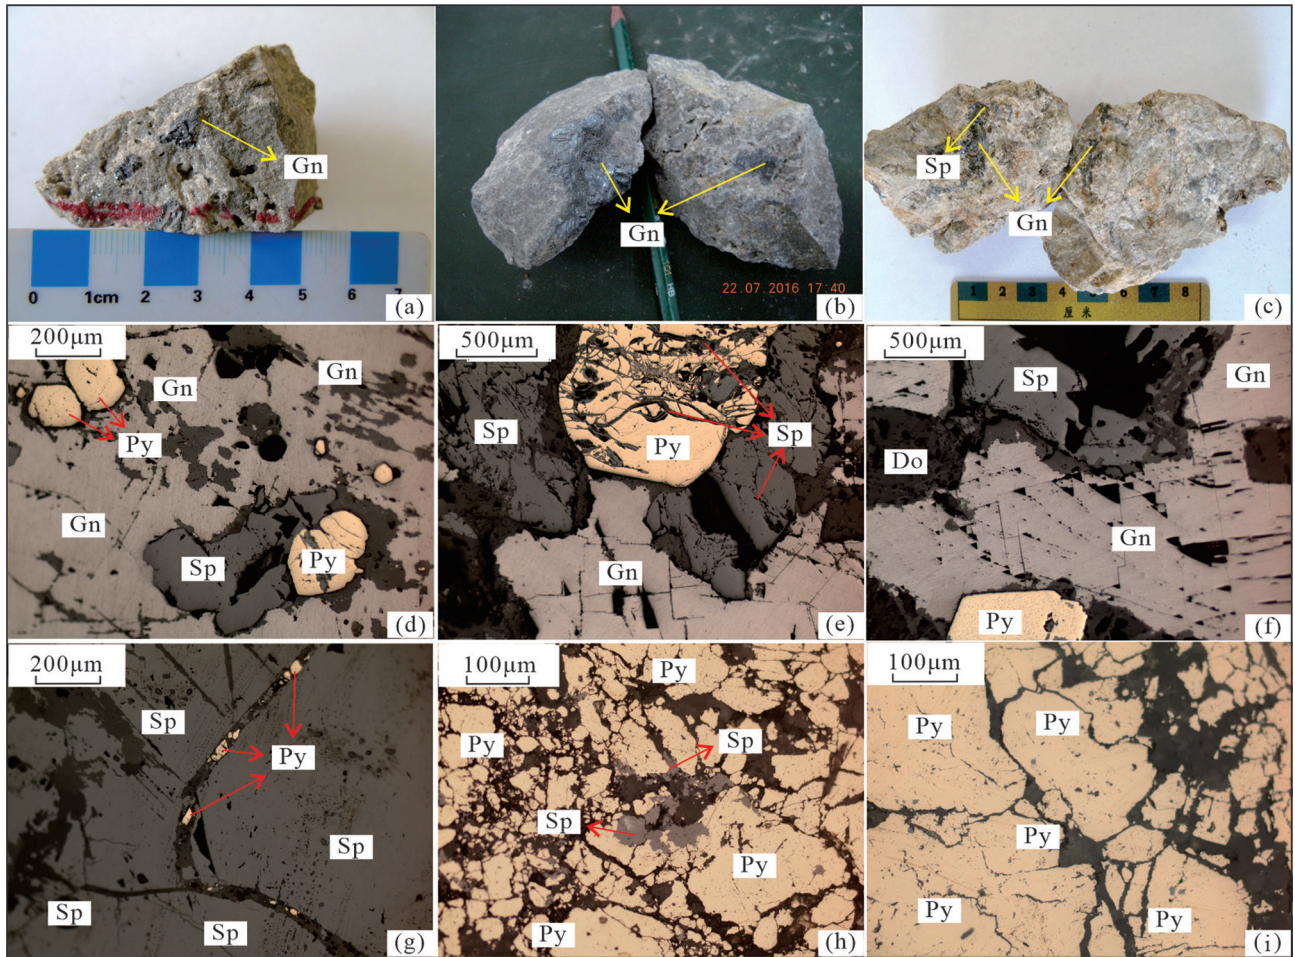 Gn
0 1cm 2 3 4 5 6 7
(a)
Gn
101 HB
22.07.2016 17:40
(b)
Sp
Gn
1 2 3 4 5 6 7 8
厘米
(c)
200μm
Gn
Gn
Py
Gn
Sp
Py
(d)
500μm
Sp
Sp
Py
Gn
(e)
500μm
Sp
Gn
Do
Gn
Py
(f)
200μm
Sp
Py
Sp
Sp
Sp
(g)
100μm
Py
Py
Sp
Sp
Py
Py
(h)
100μm
Py
Py
Py
Py
Py
(i)